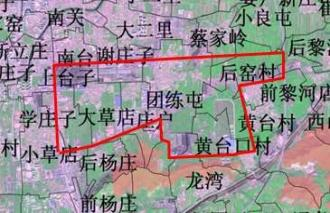 南关
大二里
小良屯
新立庄
蔡家岭
南台谢庄子
后黎
庄子
上台子
后窑村
前黎河店
团练屯
学庄子大草店庄户
黄台村
西
村
小草店
黄台口村
后杨庄
龙湾
前杨庄